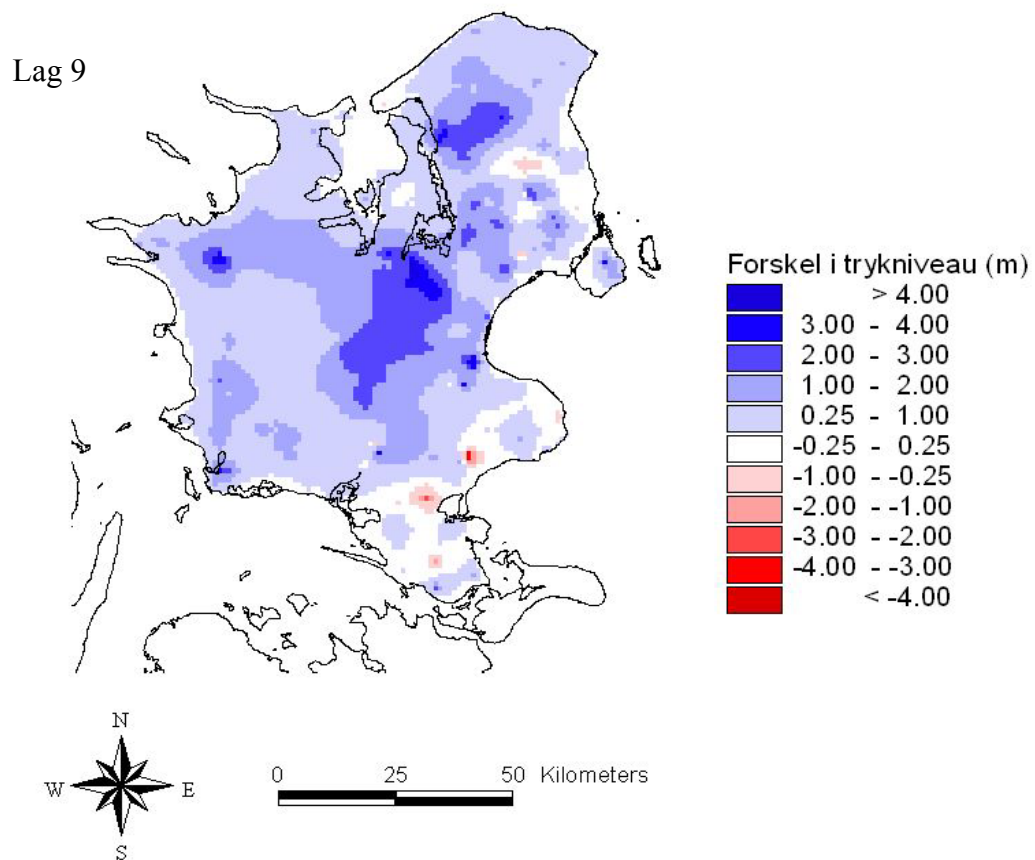 Lag 9
Forskel i trykniveau (m)
> 4.00
3.00 - 4.00
2.00 - 3.00
1.00 - 2.00
0.25 - 1.00
-0.25 - 0.25
-1.00 - -0.25
-2.00 - -1.00
-3.00 - -2.00
-4.00 - -3.00
< -4.00
N
W E
S
0 25 50 Kilometers